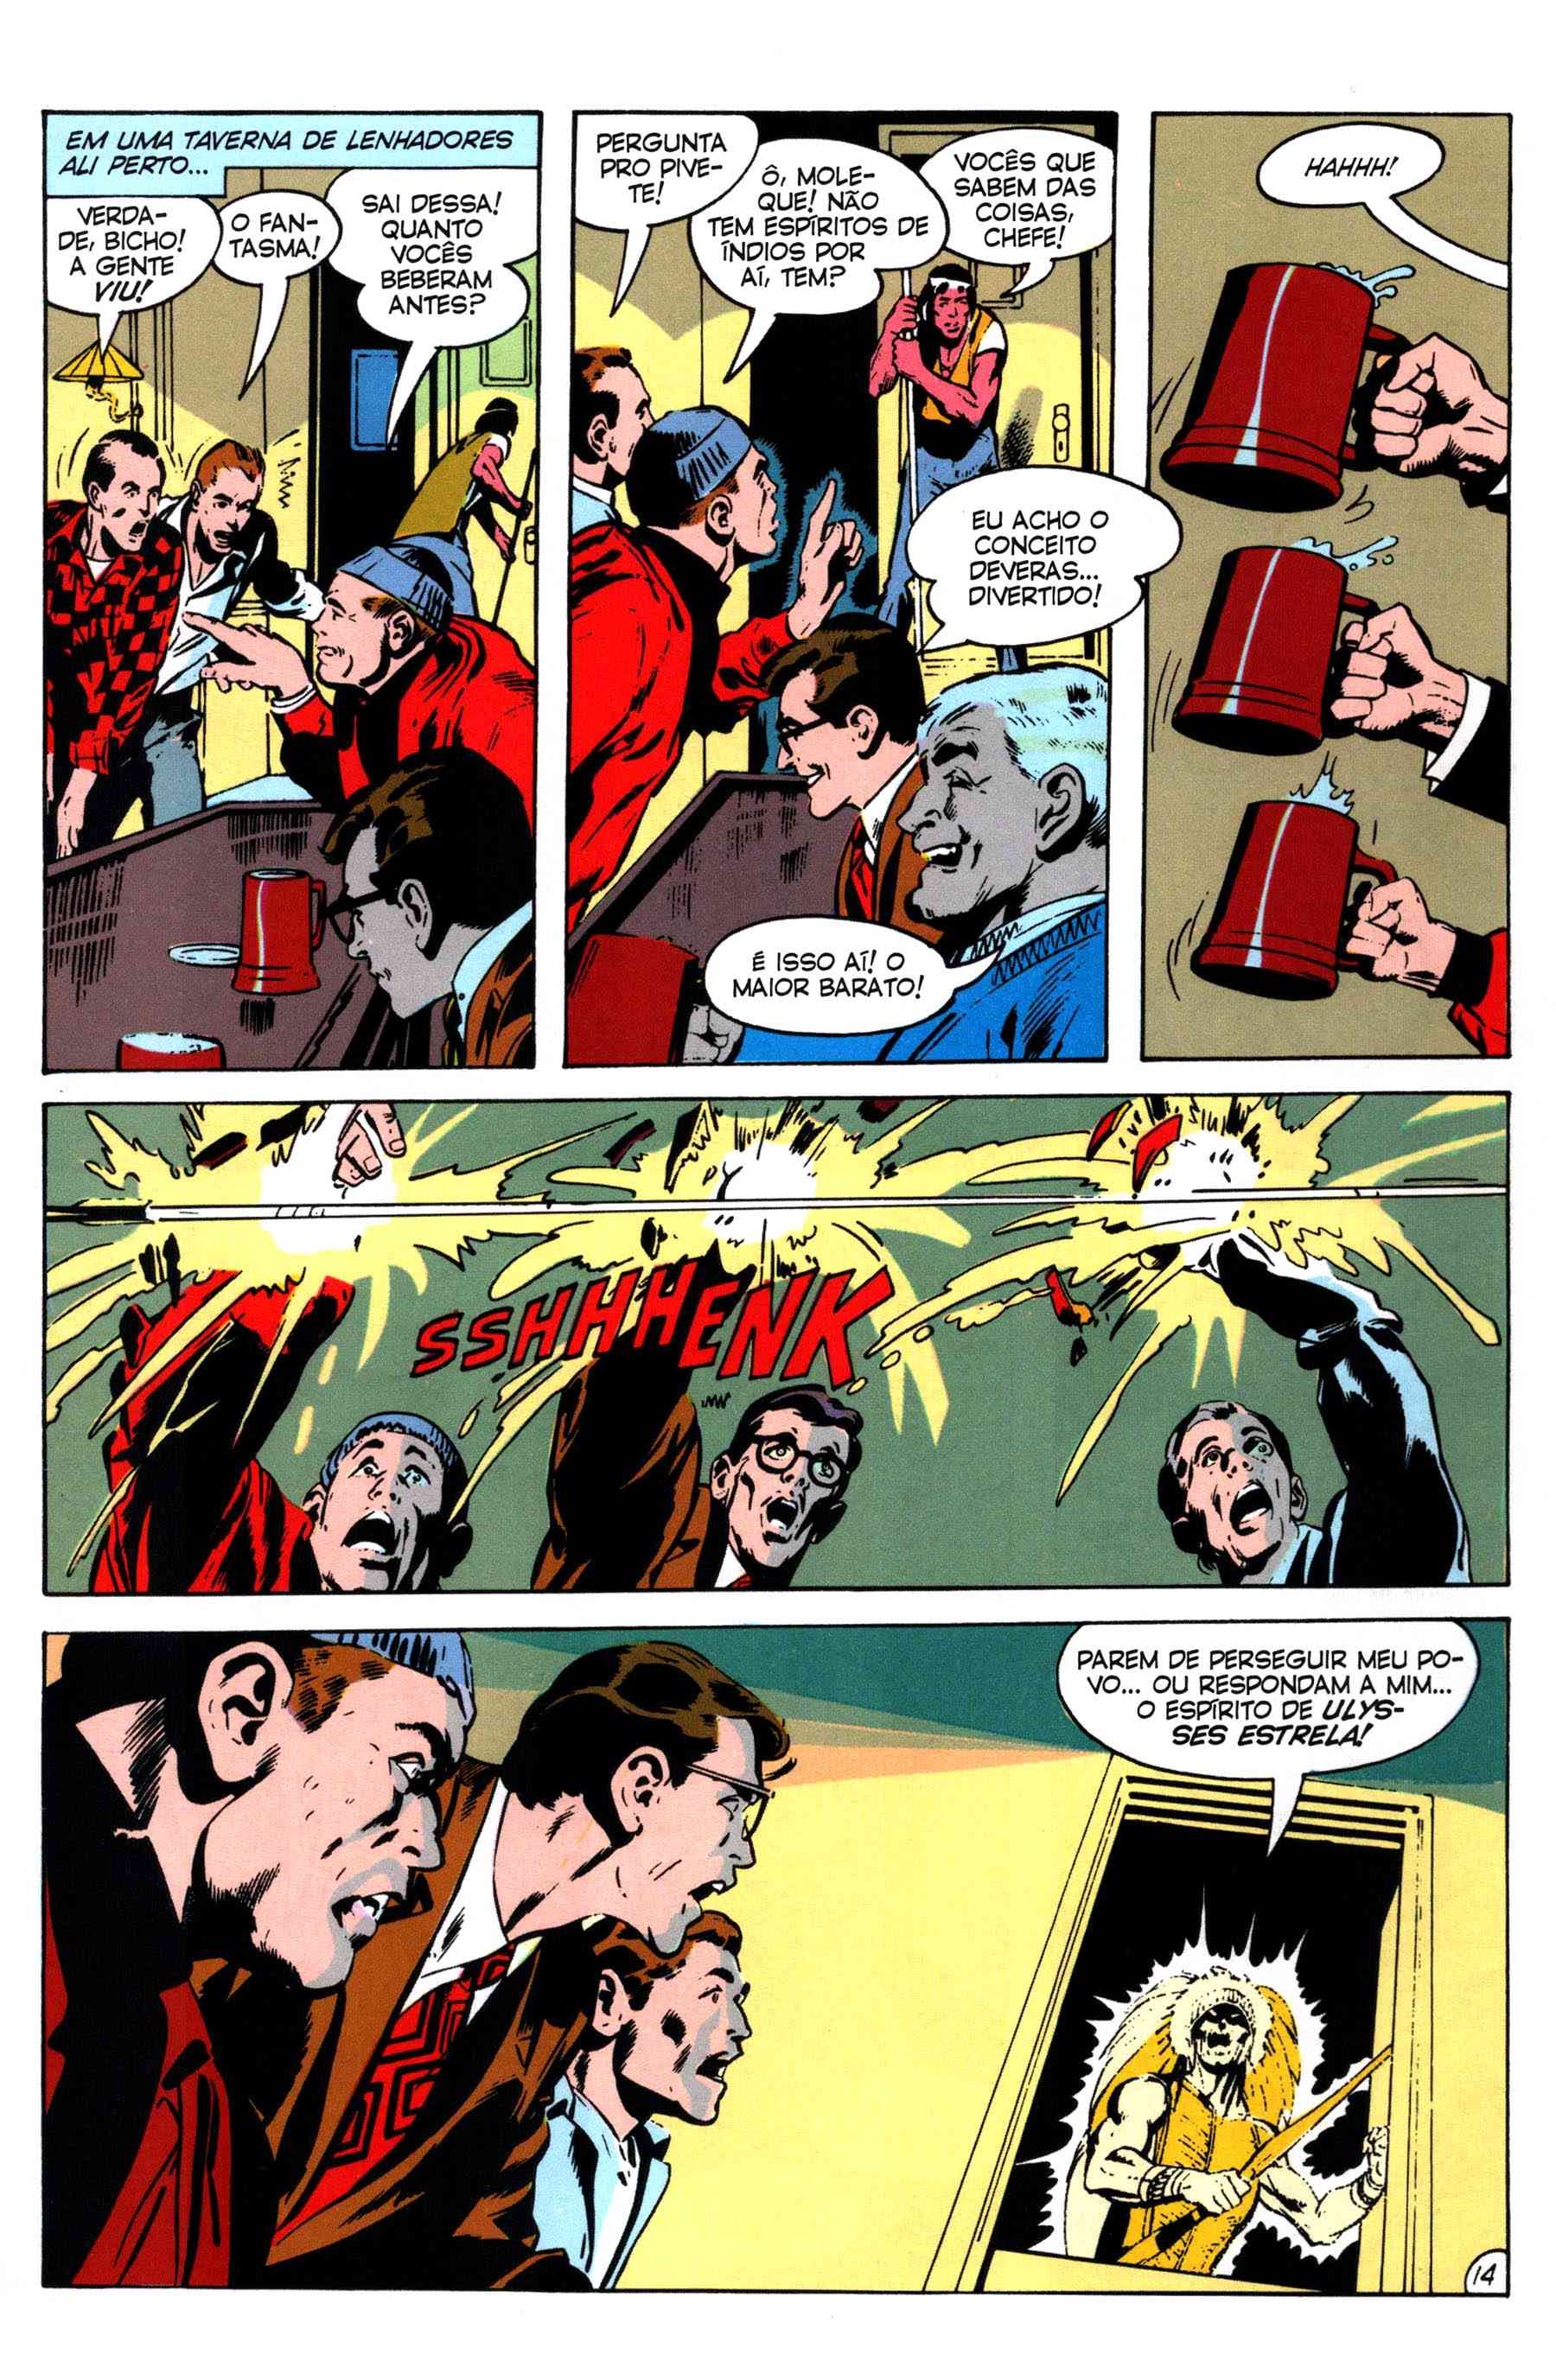 EM UMA TAVERNA DE LENHADORES
ALI PERTO...
VERDA-
DE, BICHO!
A GENTE
VIU!
O FAN-
TASMA!
SAI DESSA!
QUANTO
VOCÊS
BEBERAM
ANTES?
PERGUNTA
PRO PIVE-
TE!
Ô, MOLE-
QUE! NÃO
TEM ESPÍRITOS DE
ÍNDIOS POR
AÍ, TEM?
VOCÊS QUE
SABEM DAS
COISAS,
CHEFE!
EU ACHO O
CONCEITO
DEVERAS...
DIVERTIDO!
É ISSO AÍ! O
MAIOR BARATO!
HAHHH!
SSHHHHENK
PAREM DE PERSEGUIR MEU PO-
VO... OU RESPONDAM A MIM...
O ESPÍRITO DE ULYS-
SES ESTRELA!
14